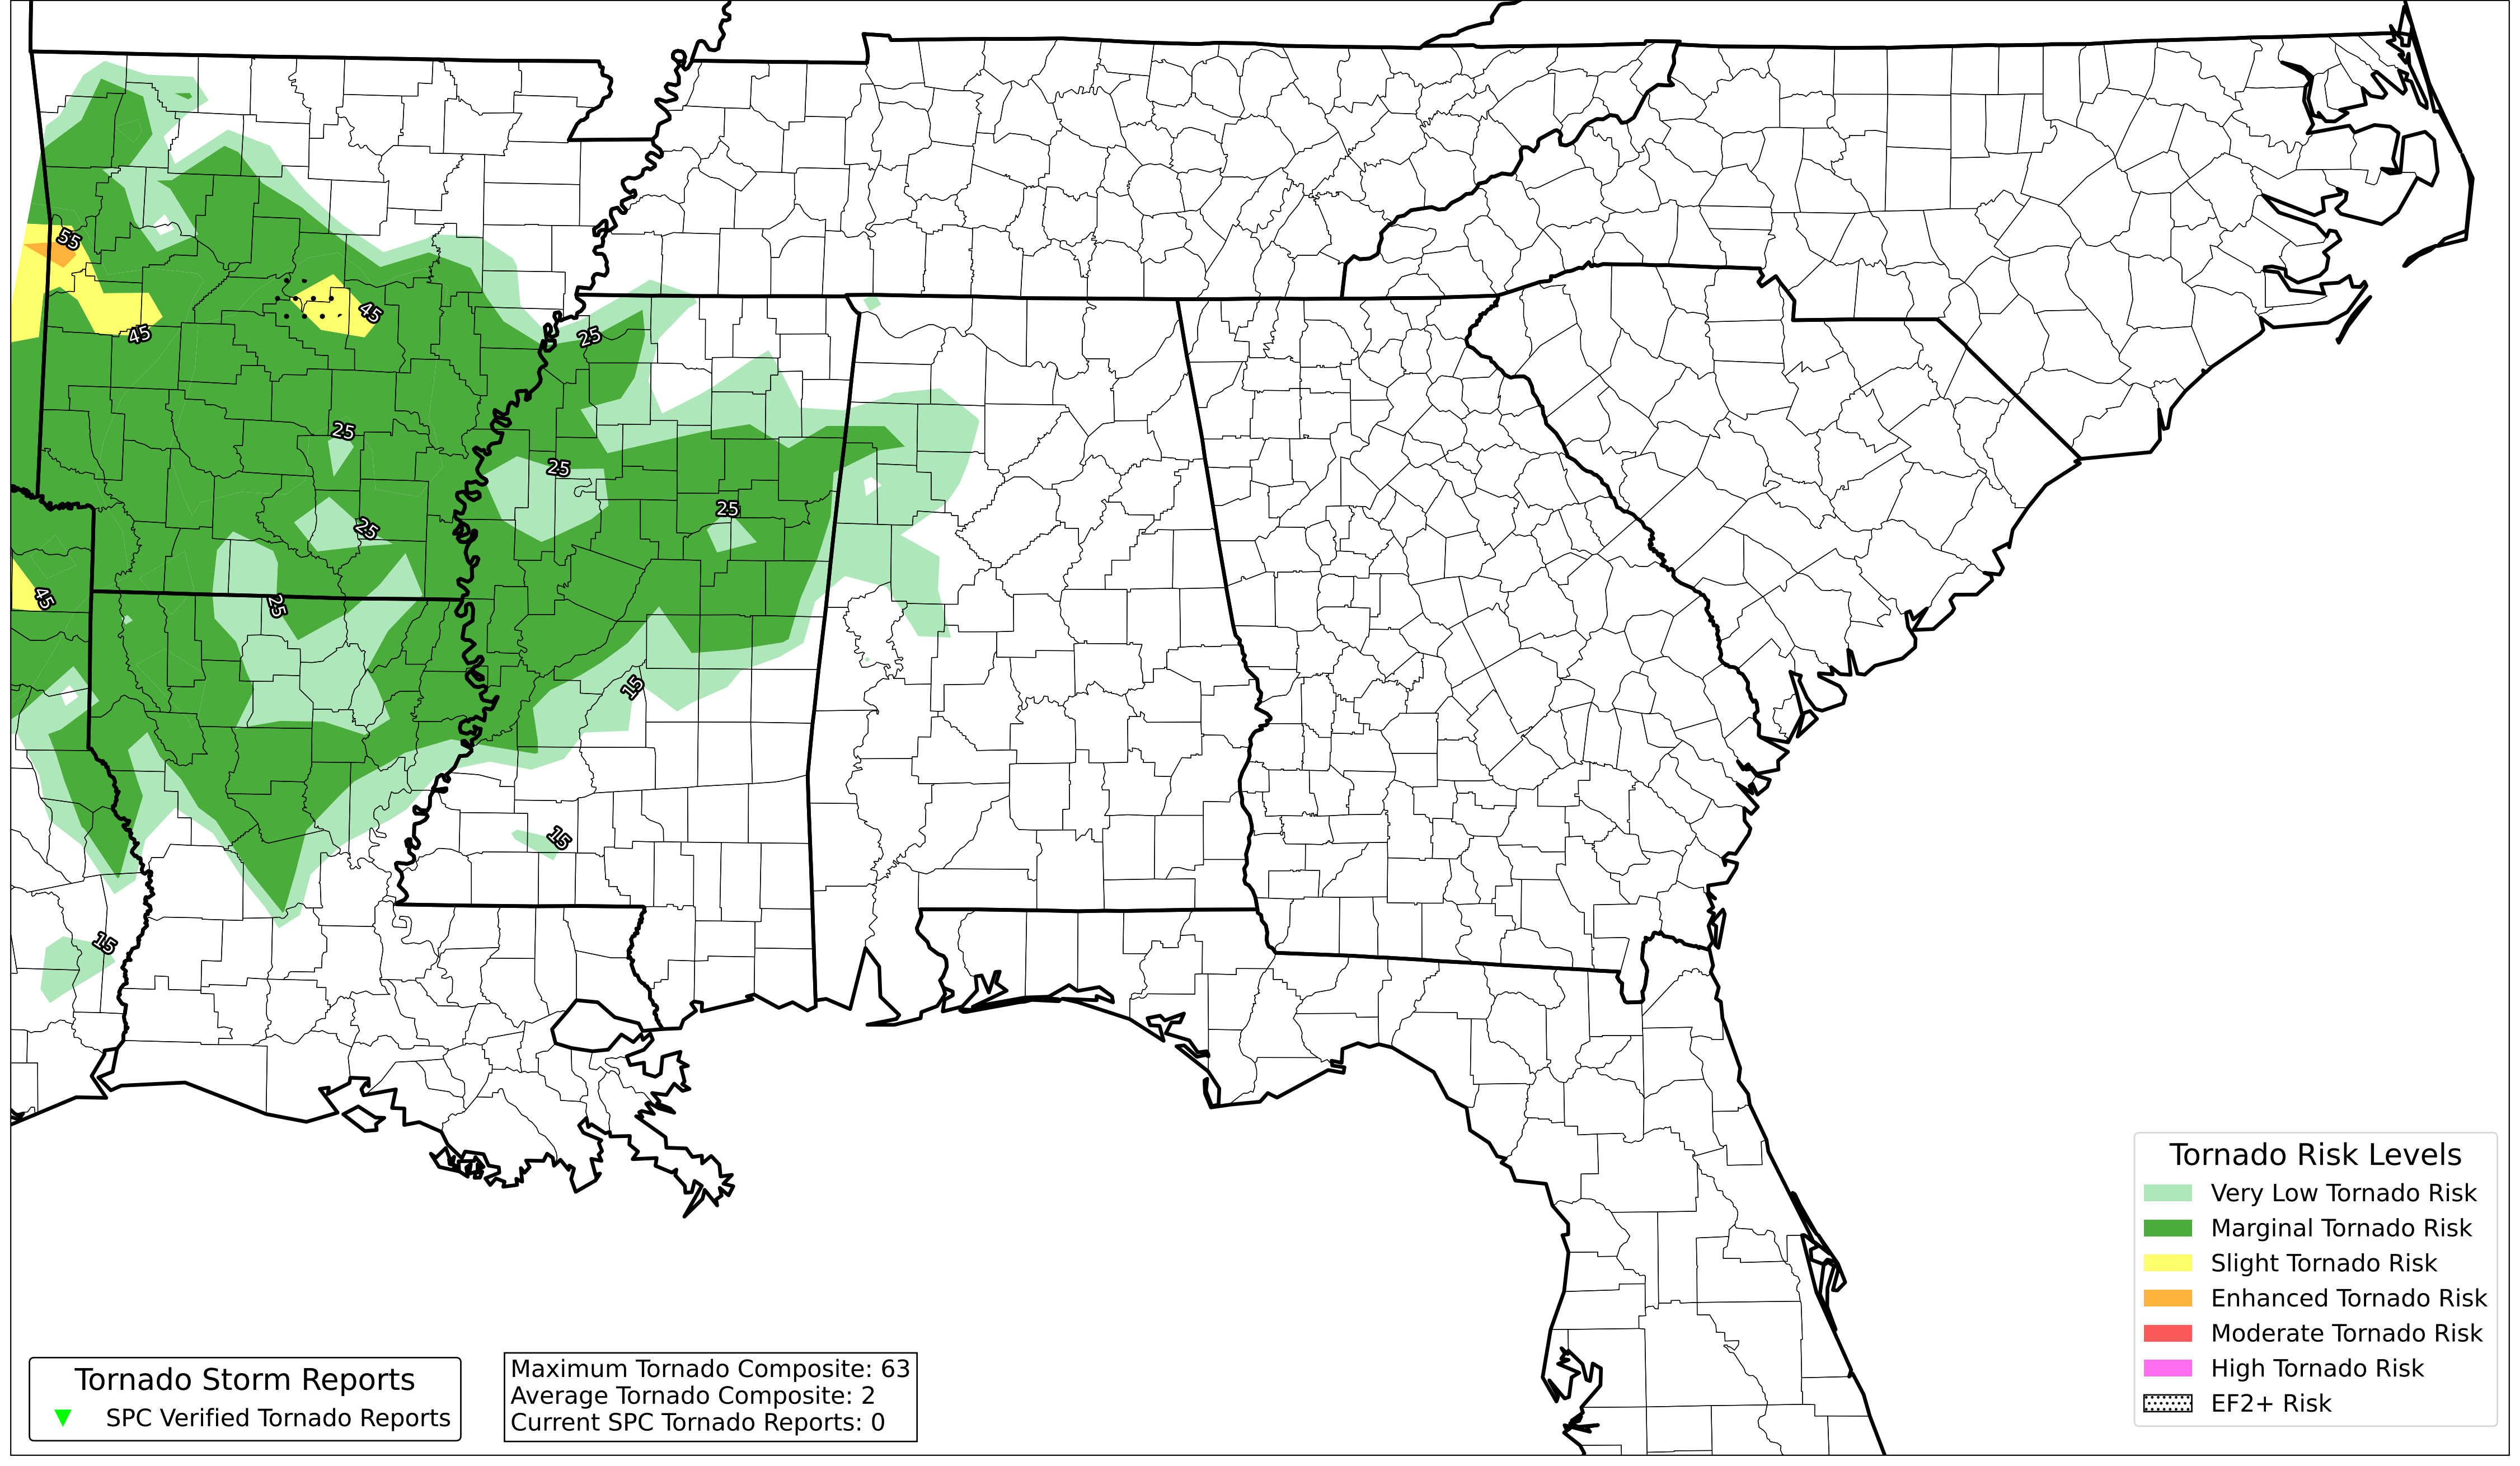 55
45
45
25
25
25
25
25
25
45
15
15
15
Tornado Risk Levels
Very Low Tornado Risk
Marginal Tornado Risk
Slight Tornado Risk
Enhanced Tornado Risk
Moderate Tornado Risk
High Tornado Risk
EF2+ Risk
Tornado Storm Reports
SPC Verified Tornado Reports
Maximum Tornado Composite: 63
Average Tornado Composite: 2
Current SPC Tornado Reports: 0